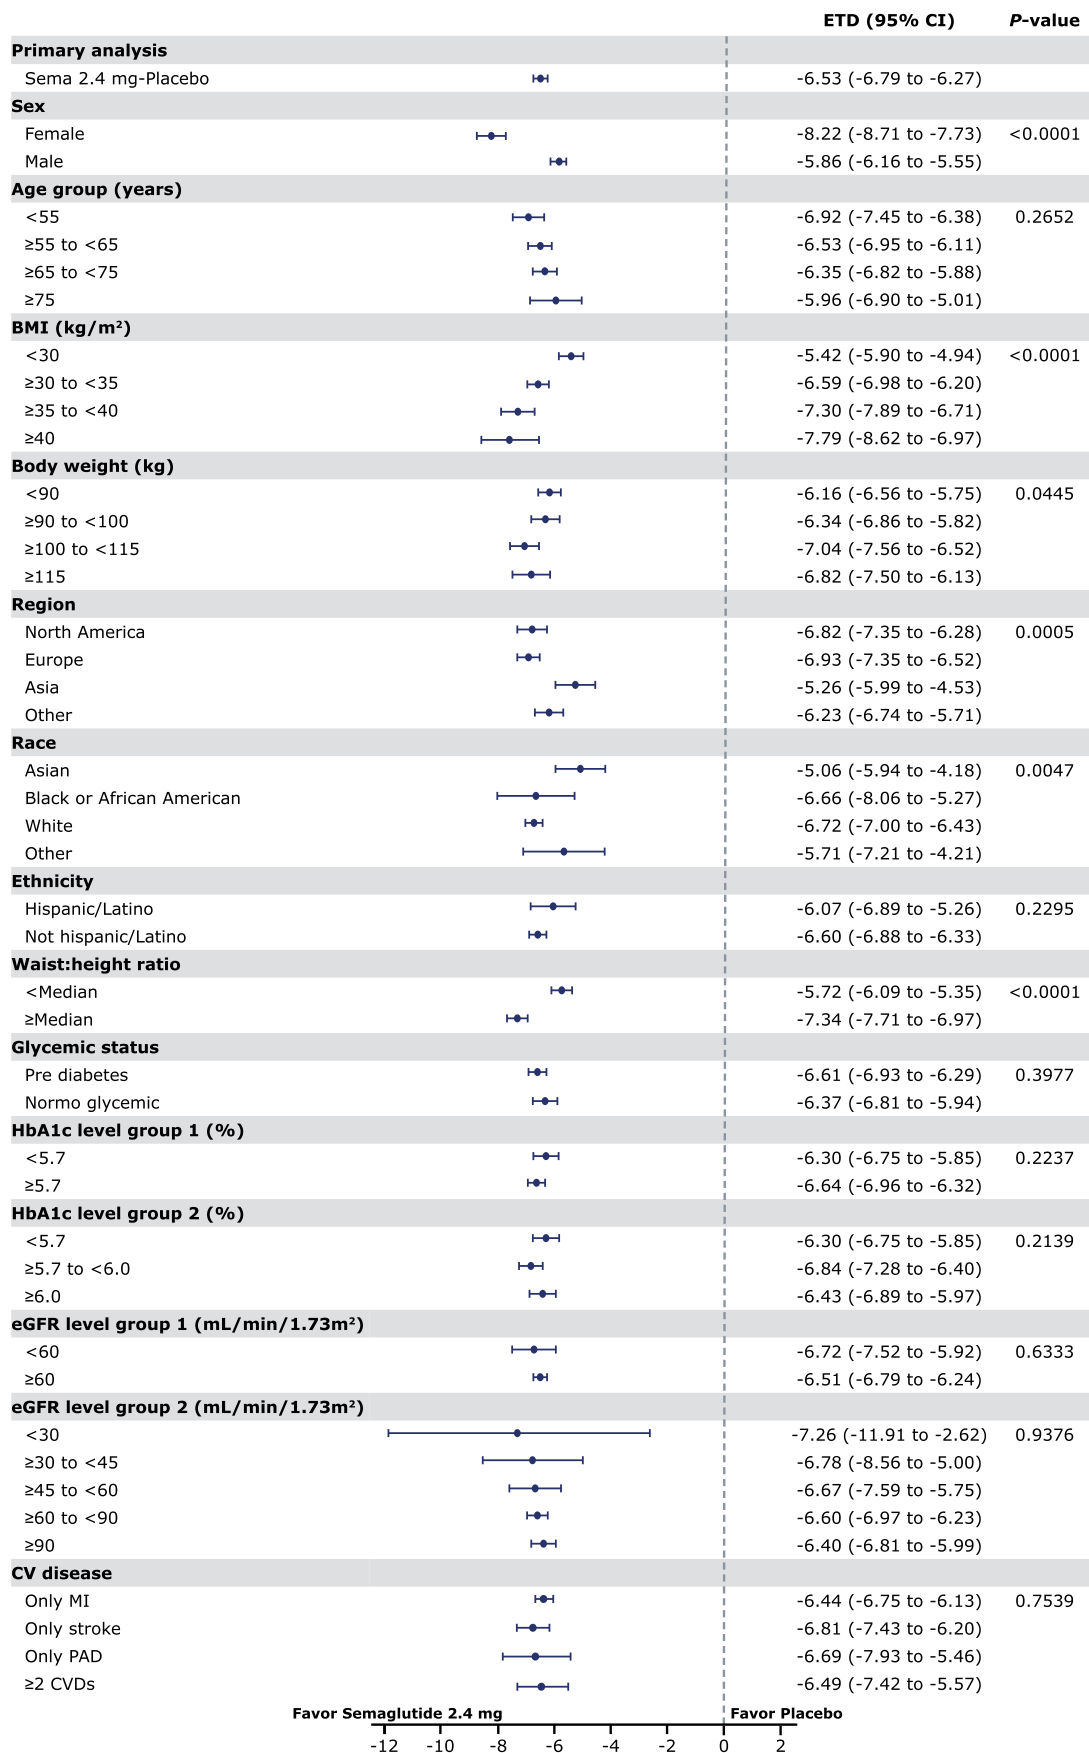 ETD (95% CI) P-value
Primary analysis
Sema 2.4 mg-Placebo -6.53 (-6.79 to -6.27)
Sex
Female -8.22 (-8.71 to -7.73) <0.0001
Male -5.86 (-6.16 to -5.55)
Age group (years)
<55 -6.92 (-7.45 to -6.38) 0.2652
≥55 to <65 -6.53 (-6.95 to -6.11)
≥65 to <75 -6.35 (-6.82 to -5.88)
≥75 -5.96 (-6.90 to -5.01)
BMI (kg/m²)
<30 -5.42 (-5.90 to -4.94) <0.0001
≥30 to <35 -6.59 (-6.98 to -6.20)
≥35 to <40 -7.30 (-7.89 to -6.71)
≥40 -7.79 (-8.62 to -6.97)
Body weight (kg)
<90 -6.16 (-6.56 to -5.75) 0.0445
≥90 to <100 -6.34 (-6.86 to -5.82)
≥100 to <115 -7.04 (-7.56 to -6.52)
≥115 -6.82 (-7.50 to -6.13)
Region
North America -6.82 (-7.35 to -6.28) 0.0005
Europe -6.93 (-7.35 to -6.52)
Asia -5.26 (-5.99 to -4.53)
Other -6.23 (-6.74 to -5.71)
Race
Asian -5.06 (-5.94 to -4.18) 0.0047
Black or African American -6.66 (-8.06 to -5.27)
White -6.72 (-7.00 to -6.43)
Other -5.71 (-7.21 to -4.21)
Ethnicity
Hispanic/Latino -6.07 (-6.89 to -5.26) 0.2295
Not hispanic/Latino -6.60 (-6.88 to -6.33)
Waist:height ratio
<Median -5.72 (-6.09 to -5.35) <0.0001
≥Median -7.34 (-7.71 to -6.97)
Glycemic status
Pre diabetes -6.61 (-6.93 to -6.29) 0.3977
Normo glycemic -6.37 (-6.81 to -5.94)
HbA1c level group 1 (%)
<5.7 -6.30 (-6.75 to -5.85) 0.2237
≥5.7 -6.64 (-6.96 to -6.32)
HbA1c level group 2 (%)
<5.7 -6.30 (-6.75 to -5.85) 0.2139
≥5.7 to <6.0 -6.84 (-7.28 to -6.40)
≥6.0 -6.43 (-6.89 to -5.97)
eGFR level group 1 (mL/min/1.73m²)
<60 -6.72 (-7.52 to -5.92) 0.6333
≥60 -6.51 (-6.79 to -6.24)
eGFR level group 2 (mL/min/1.73m²)
<30 -7.26 (-11.91 to -2.62) 0.9376
≥30 to <45 -6.78 (-8.56 to -5.00)
≥45 to <60 -6.67 (-7.59 to -5.75)
≥60 to <90 -6.60 (-6.97 to -6.23)
≥90 -6.40 (-6.81 to -5.99)
CV disease
Only MI -6.44 (-6.75 to -6.13) 0.7539
Only stroke -6.81 (-7.43 to -6.20)
Only PAD -6.69 (-7.93 to -5.46)
≥2 CVDs -6.49 (-7.42 to -5.57)
Favor Semaglutide 2.4 mg Favor Placebo
-12 -10 -8 -6 -4 -2 0 2